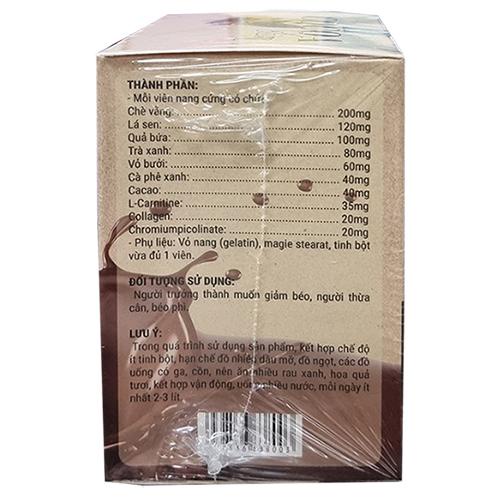 THÀNH PHẦN:
- Mỗi viên nang cứng có chứa
Chè vằng: 200mg
Lá sen: 120mg
Quả bứa: 100mg
Trà xanh: 80mg
Vỏ bưởi: 60mg
Cà phê xanh: 40mg
Cacao: 40mg
L-Carnitine: 35mg
Collagen: 20mg
Chromiumpicolinate: 20mg
- Phụ liệu: Vỏ nang (gelatin), magie stearat, tinh bột
vừa đủ 1 viên.
ĐỐI TƯỢNG SỬ DỤNG:
Người trưởng thành muốn giảm béo, người thừa
cân, béo phì.
LƯU Ý:
Trong quá trình sử dụng sản phẩm, kết hợp chế độ
ít tinh bột, hạn chế đồ nhiều dầu mỡ, đồ ngọt, các đồ
uống có ga, cồn, nên ăn nhiều rau xanh, hoa quả
tươi, kết hợp vận động, uống nhiều nước, mỗi ngày ít
nhất 2-3 lít.